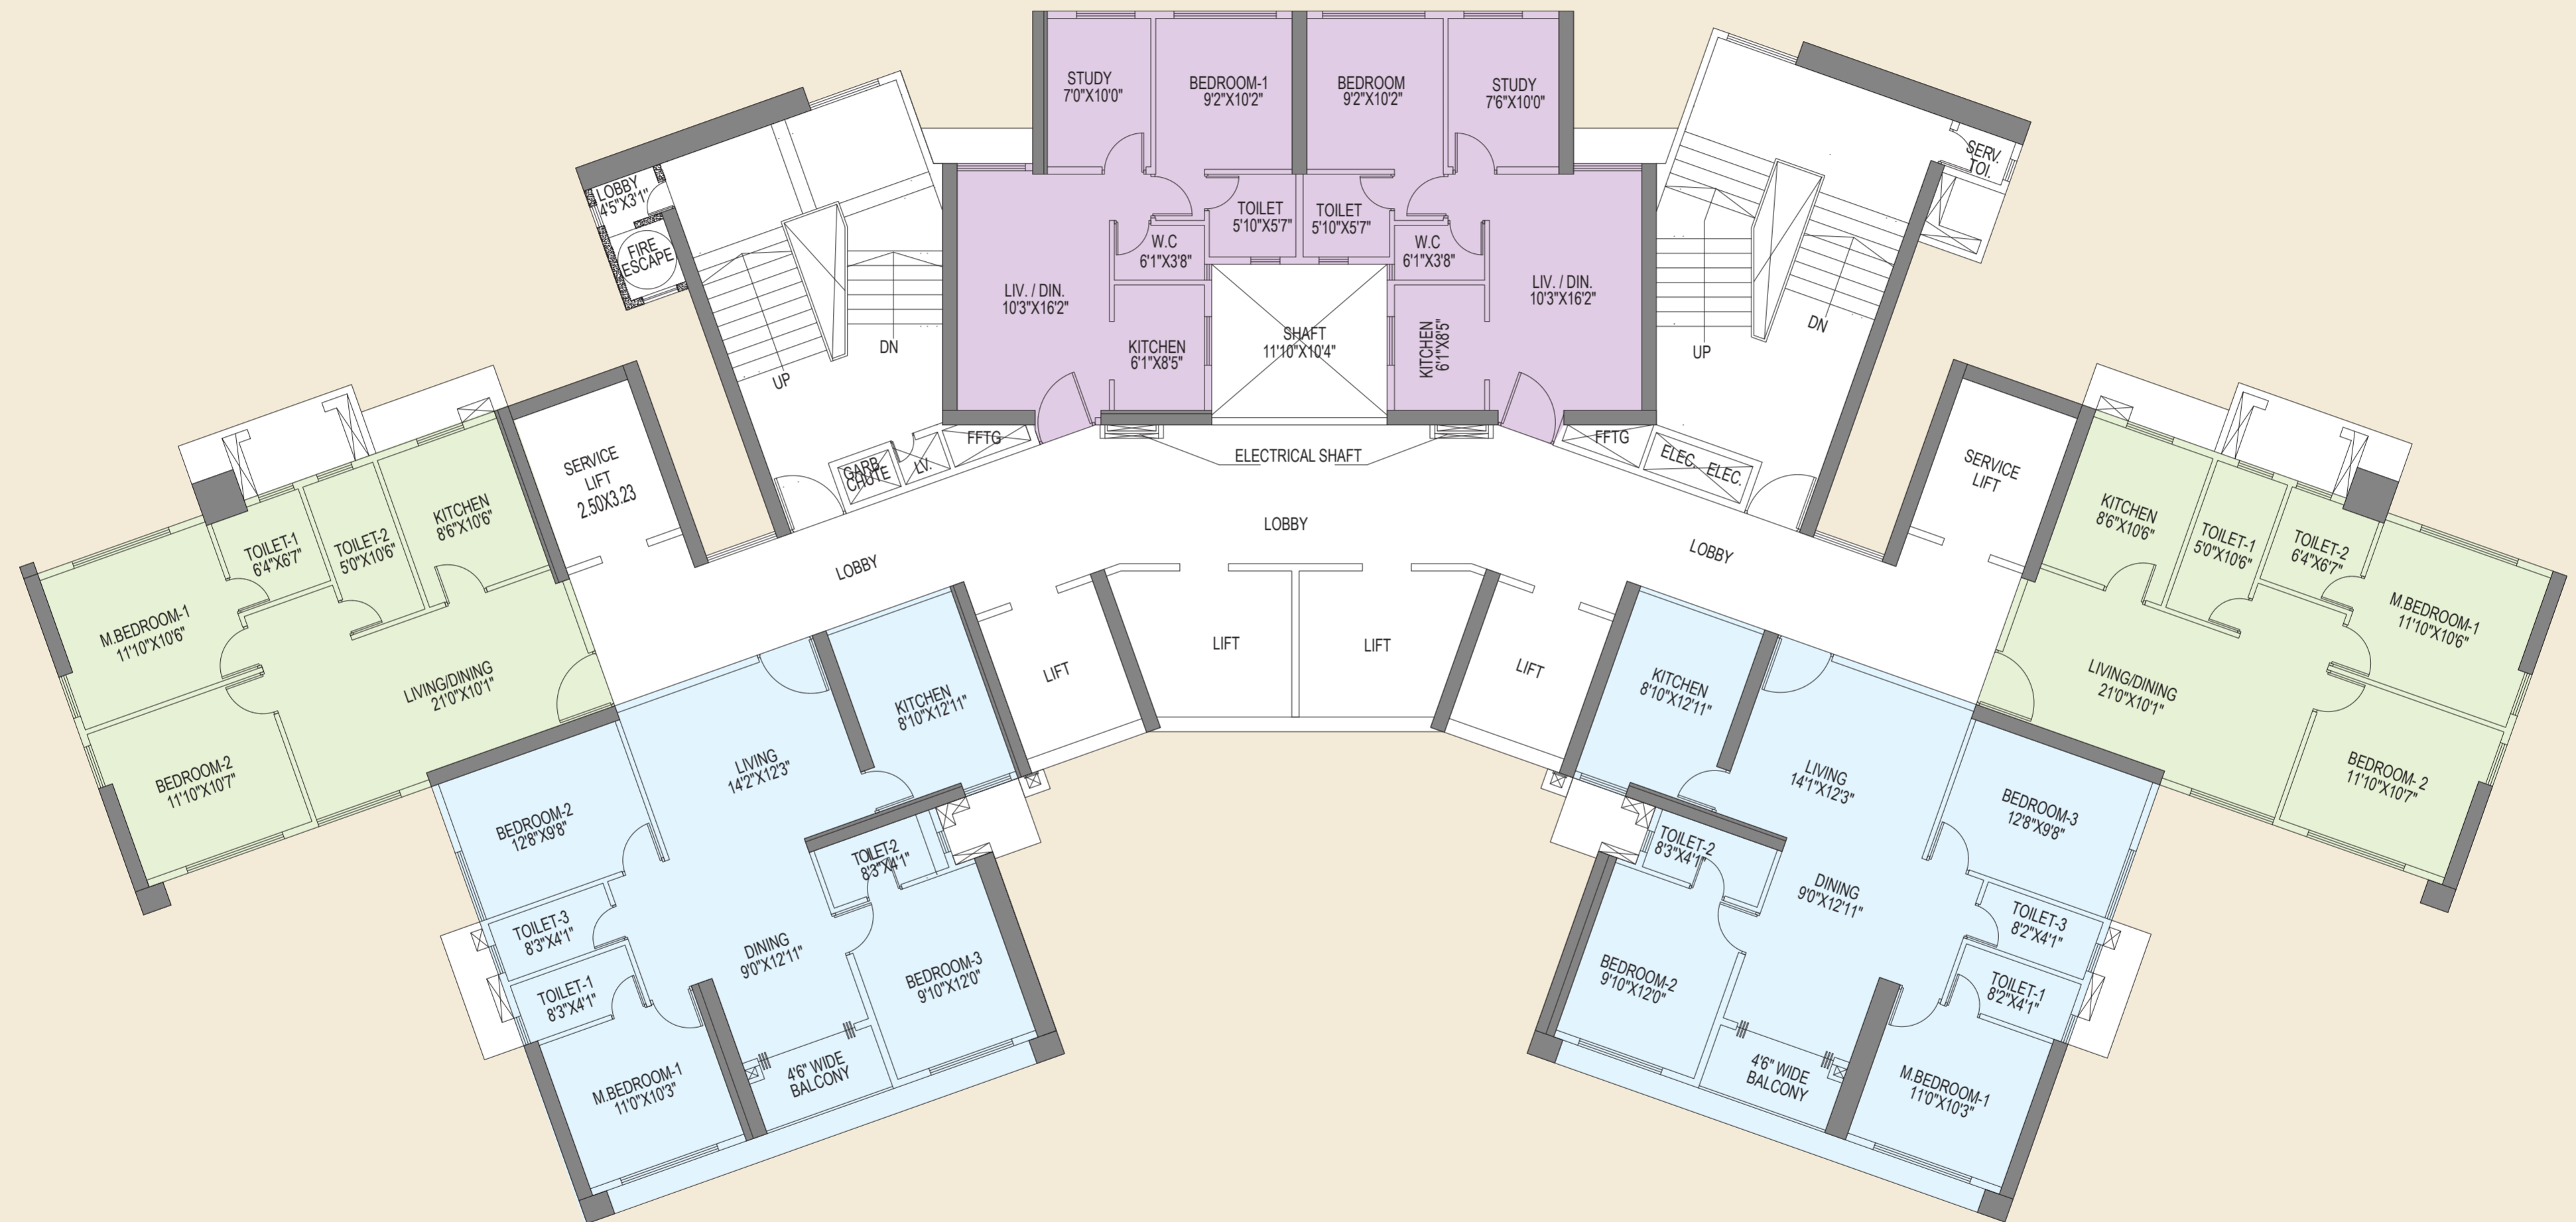 STUDY
7'0"X10'0"
BEDROOM-1
9'2"X10'2"
BEDROOM
9'2"X10'2"
STUDY
7'6"X10'0"
LOBBY
4'5"X3'1"
FIRE
ESCAPE
SERV.
TOI.
TOILET
5'10"X5'7"
TOILET
5'10"X5'7"
W.C
6'1"X3'8"
W.C
6'1"X3'8"
LIV. / DIN.
10'3"X16'2"
LIV. / DIN.
10'3"X16'2"
KITCHEN
6'1"X8'5"
SHAFT
11'10"X10'4"
KITCHEN
6'1"X8'5"
UP
DN
UP
DN
GARB.
CHUTE
LV.
FFTG
ELECTRICAL SHAFT
FFTG
ELEC.
ELEC.
SERVICE
LIFT
2.50X3.23
SERVICE
LIFT
LOBBY
LOBBY
LOBBY
LIFT
LIFT
LIFT
LIFT
KITCHEN
8'6"X10'6"
TOILET-2
5'0"X10'6"
TOILET-1
6'4"X6'7"
M.BEDROOM-1
11'10"X10'6"
LIVING/DINING
21'0"X10'1"
BEDROOM-2
11'10"X10'7"
KITCHEN
8'6"X10'6"
TOILET-1
5'0"X10'6"
TOILET-2
6'4"X6'7"
M.BEDROOM-1
11'10"X10'6"
LIVING/DINING
21'0"X10'1"
BEDROOM- 2
11'10"X10'7"
KITCHEN
8'10"X12'11"
LIVING
14'2"X12'3"
BEDROOM-2
12'8"X9'8"
TOILET-2
8'3"X4'1"
TOILET-3
8'3"X4'1"
DINING
9'0"X12'11"
BEDROOM-3
9'10"X12'0"
TOILET-1
8'3"X4'1"
M.BEDROOM-1
11'0"X10'3"
4'6" WIDE
BALCONY
KITCHEN
8'10"X12'11"
LIVING
14'1"X12'3"
BEDROOM-3
12'8"X9'8"
TOILET-2
8'3"X4'1"
DINING
9'0"X12'11"
TOILET-3
8'2"X4'1"
BEDROOM-2
9'10"X12'0"
TOILET-1
8'2"X4'1"
4'6" WIDE
BALCONY
M.BEDROOM-1
11'0"X10'3"